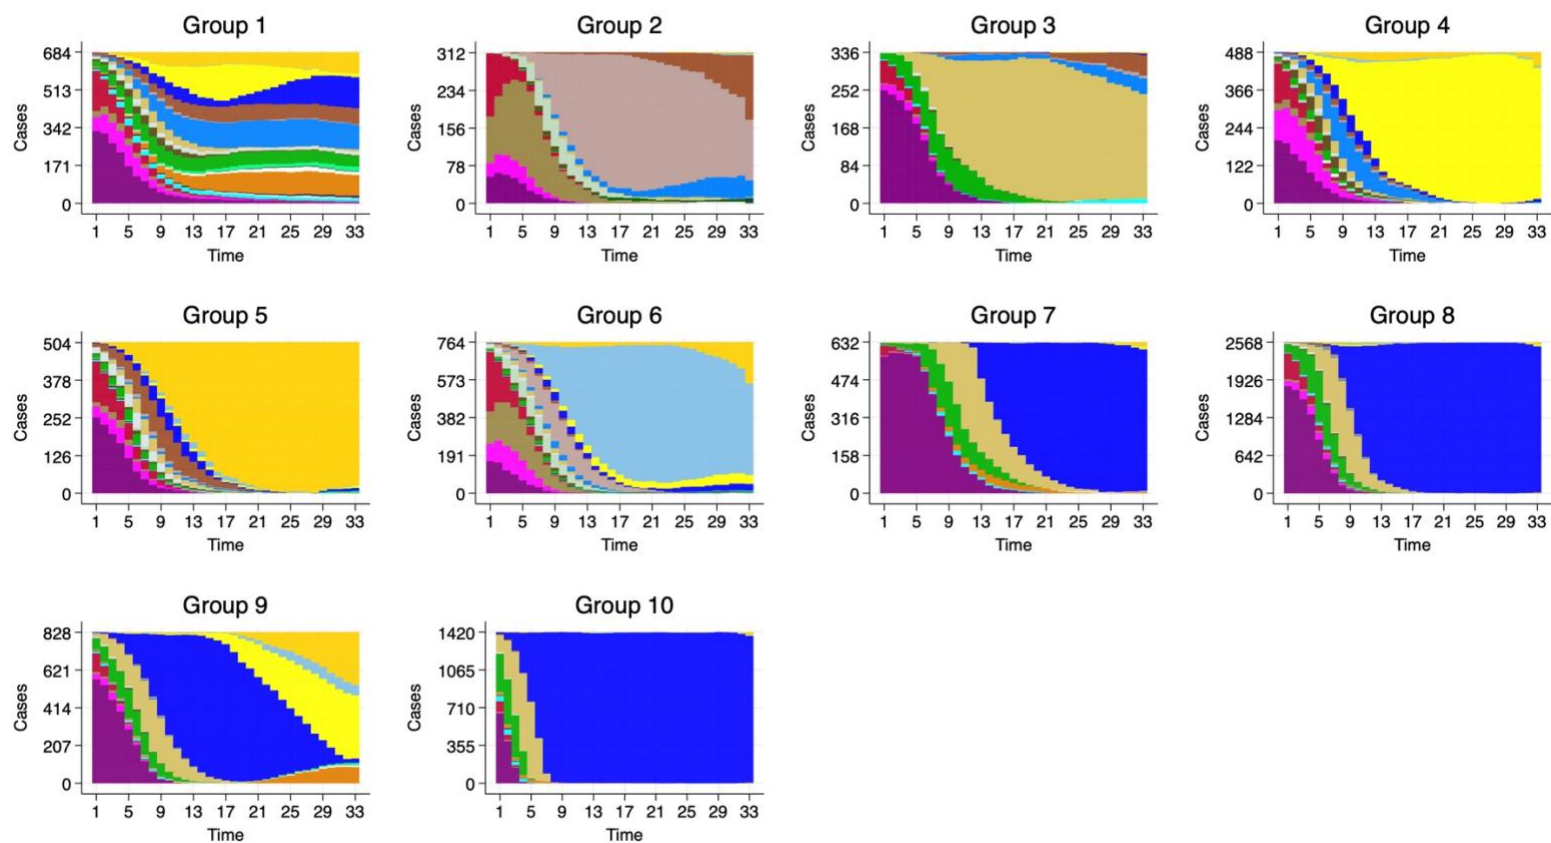 Group 1
684
513
342
171
0
Cases
1 5 9 13 17 21 25 29 33
Time
Group 2
312
234
156
78
0
Cases
1 5 9 13 17 21 25 29 33
Time
Group 3
336
252
168
84
0
Cases
1 5 9 13 17 21 25 29 33
Time
Group 4
488
366
244
122
0
Cases
1 5 9 13 17 21 25 29 33
Time
Group 5
504
378
252
126
0
Cases
1 5 9 13 17 21 25 29 33
Time
Group 6
764
573
382
191
0
Cases
1 5 9 13 17 21 25 29 33
Time
Group 7
632
474
316
158
0
Cases
1 5 9 13 17 21 25 29 33
Time
Group 8
2568
1926
1284
642
0
Cases
1 5 9 13 17 21 25 29 33
Time
Group 9
828
621
414
207
0
Cases
1 5 9 13 17 21 25 29 33
Time
Group 10
1420
1065
710
355
0
Cases
1 5 9 13 17 21 25 29 33
Time